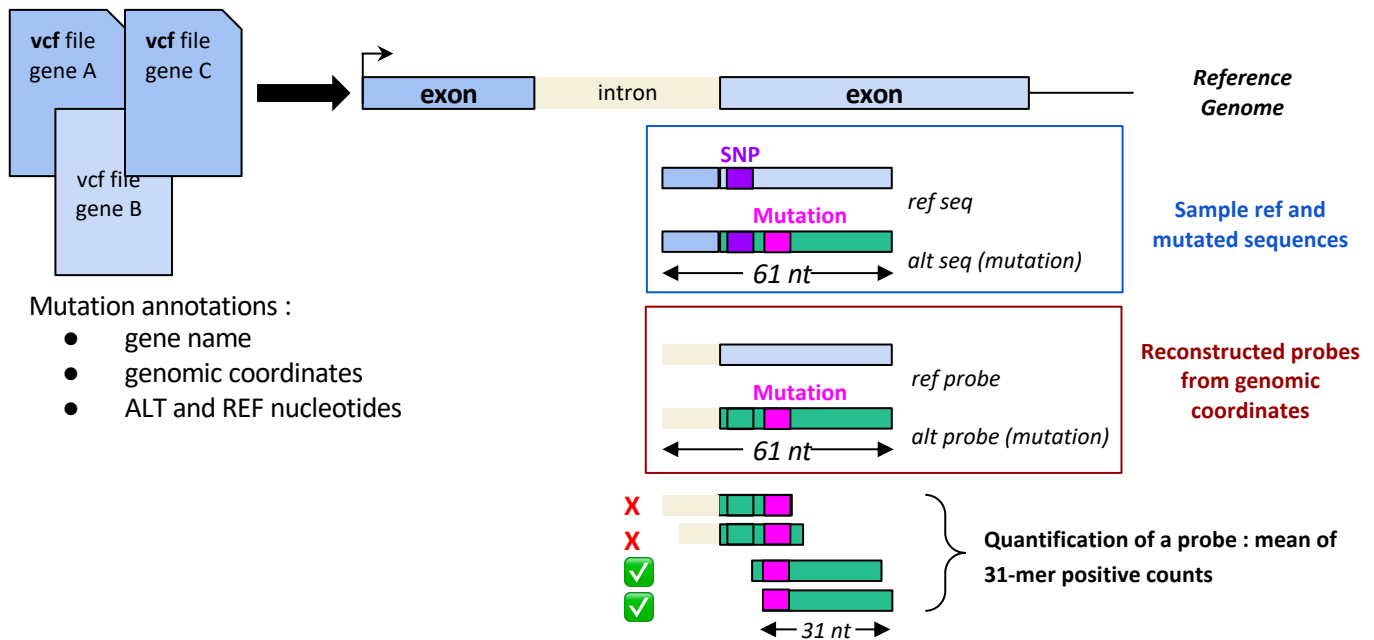 vcf file
gene A
vcf file
gene C
vcf file
gene B
exon
intron
exon
Reference
Genome
SNP
ref seq
Mutation
alt seq (mutation)
61 nt
Sample ref and
mutated sequences
Mutation annotations :
● gene name
● genomic coordinates
● ALT and REF nucleotides
ref probe
Mutation
alt probe (mutation)
61 nt
Reconstructed probes
from genomic
coordinates
X
X
Quantification of a probe : mean of
31-mer positive counts
31 nt